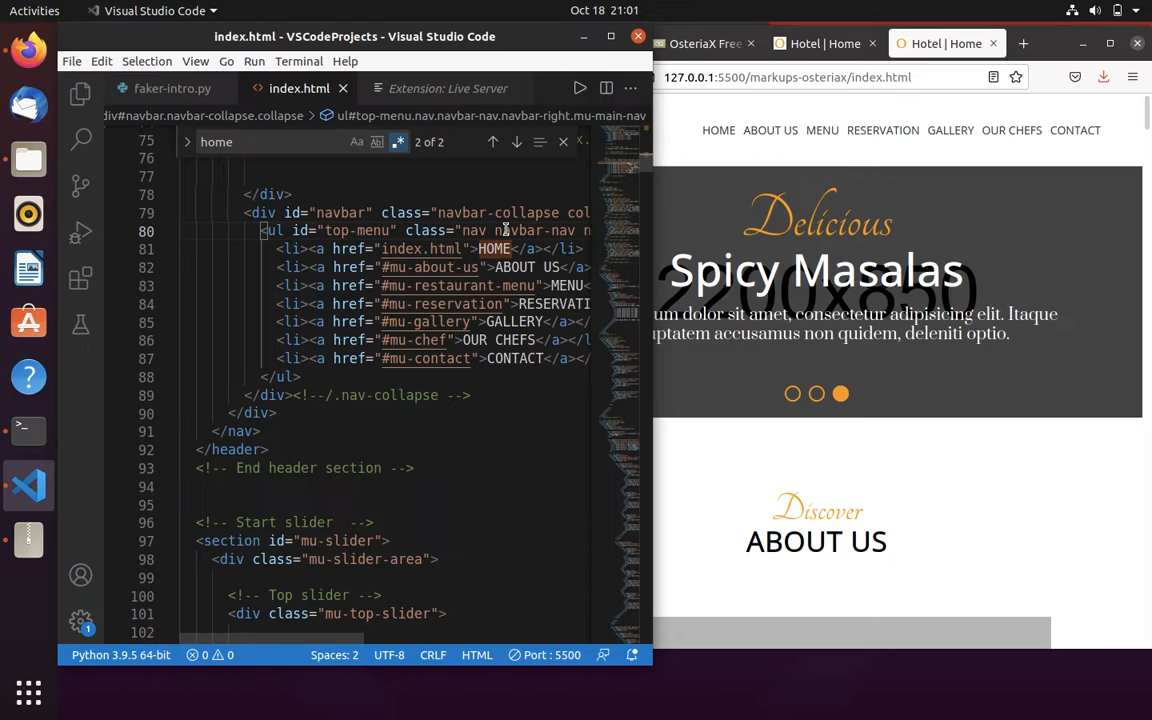 Activities
Visual Studio Code
Oct 18 21:01
index.html - VSCodeProjects - Visual Studio Code
File Edit Selection View Go Run Terminal Help
faker-intro.py
index.html
Extension: Live Server
div#navbar.navbar-collapse.collapse
ul#top-menu.nav.navbar-nav.navbar-right.mu-main-nav
home
Aa
Abl
2 of 2
75
76
77
78 </div>
79 <div id="navbar" class="navbar-collapse col
80 <ul id="top-menu" class="nav navbar-nav n
81 <li><a href="index.html">HOME</a></li>
82 <li><a href="#mu-about-us">ABOUT US</a>
83 <li><a href="#mu-restaurant-menu">MENU<
84 <li><a href="#mu-reservation">RESERVATI
85 <li><a href="#mu-gallery">GALLERY</a></
86 <li><a href="#mu-chef">OUR CHEFS</a></l
87 <li><a href="#mu-contact">CONTACT</a></
88 </ul>
89 </div><!--/.nav-collapse -->
90 </div>
91 </nav>
92 </header>
93 <!-- End header section -->
94
95
96 <!-- Start slider  -->
97 <section id="mu-slider">
98 <div class="mu-slider-area">
99
100 <!-- Top slider -->
101 <div class="mu-top-slider">
102
1
Python 3.9.5 64-bit
0
0
Spaces: 2
UTF-8
CRLF
HTML
Port : 5500
OsteriaX Free
Hotel | Home
Hotel | Home
127.0.0.1:5500/markups-osteriax/index.html
HOME ABOUT US MENU RESERVATION GALLERY OUR CHEFS CONTACT
Delicious
Spicy Masalas
2200x850
um dolor sit amet, consectetur adipisicing elit. Itaque
uptatem accusamus non quidem, deleniti optio.
Discover
ABOUT US